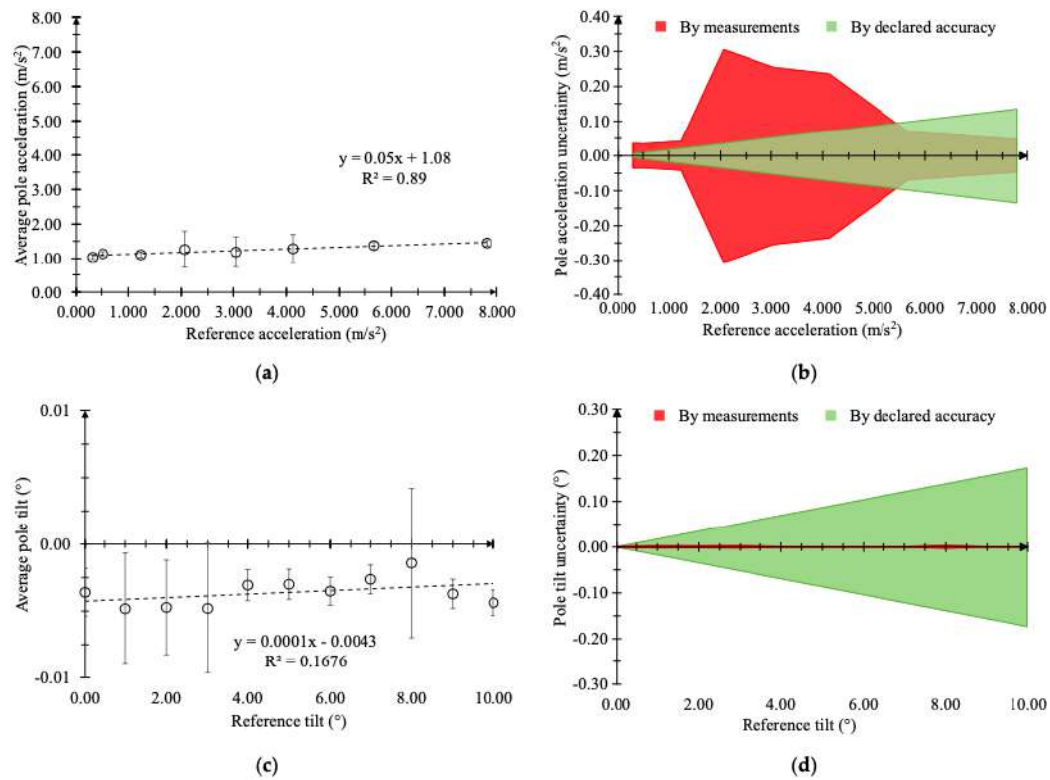 8.00
7.00
6.00
5.00
4.00
3.00
2.00
1.00
0.00
Average pole acceleration (m/s²)
y = 0.05x + 1.08
R² = 0.89
0.000 1.000 2.000 3.000 4.000 5.000 6.000 7.000 8.000
Reference acceleration (m/s²)
(a)
0.40
0.30
0.20
0.10
0.00
-0.10
-0.20
-0.30
-0.40
Pole acceleration uncertainty (m/s²)
By measurements By declared accuracy
0.000 1.000 2.000 3.000 4.000 5.000 6.000 7.000 8.000
Reference acceleration (m/s²)
(b)
0.01
0.00
-0.01
Average pole tilt (°)
y = 0.0001x - 0.0043
R² = 0.1676
0.00 2.00 4.00 6.00 8.00 10.00
Reference tilt (°)
(c)
0.30
0.20
0.10
0.00
-0.10
-0.20
-0.30
Pole tilt uncertainty (°)
By measurements By declared accuracy
0.00 2.00 4.00 6.00 8.00 10.00
Reference tilt (°)
(d)